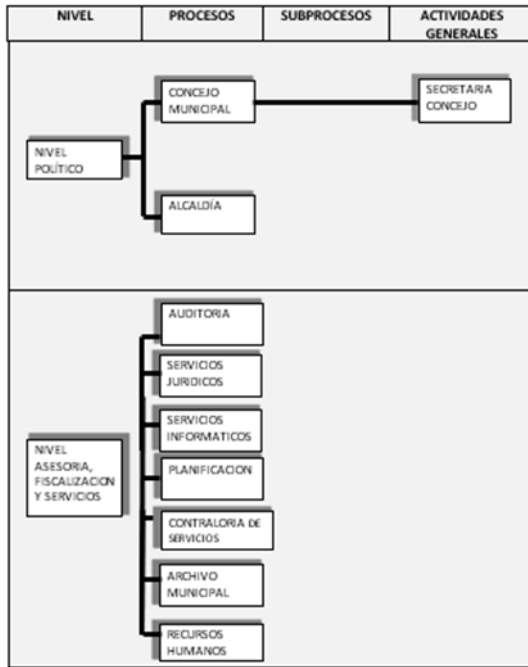 NIVEL
PROCESOS
SUBPROCESOS
ACTIVIDADES
GENERALES
CONCEJO
MUNICIPAL
SECRETARIA
CONCEJO
NIVEL
POLÍTICO
ALCALDÍA
AUDITORIA
SERVICIOS
JURIDICOS
SERVICIOS
INFORMATICOS
NIVEL
ASESORIA,
FISCALIZACION
Y SERVICIOS
PLANIFICACION
CONTRALORIA DE
SERVICIOS
ARCHIVO
MUNICIPAL
RECURSOS
HUMANOS